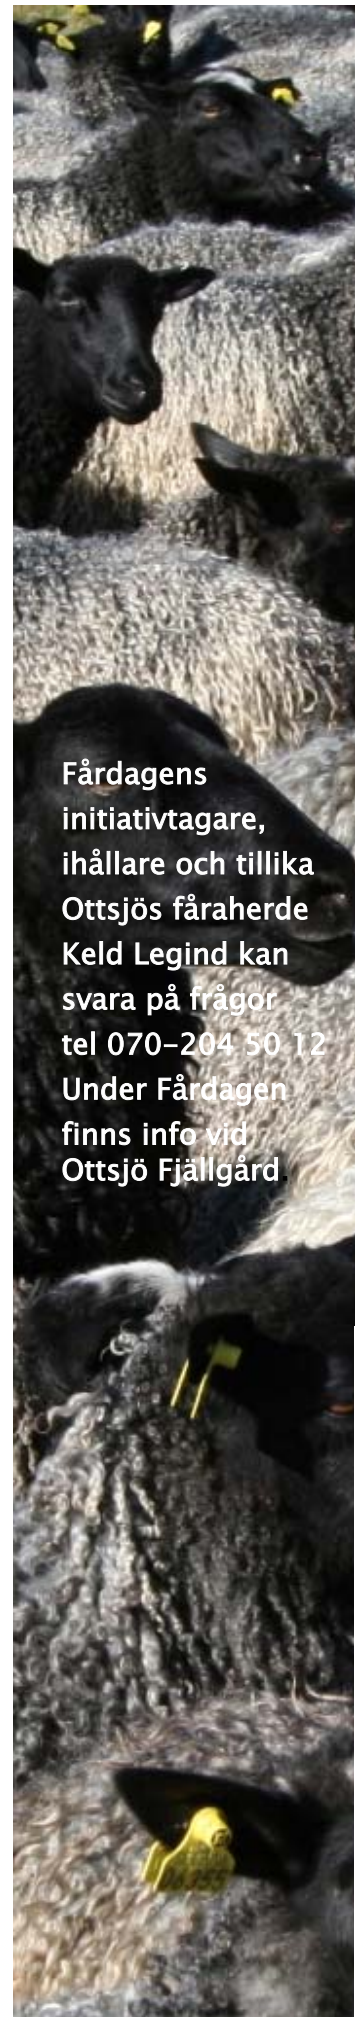 Fårdagens
initiativtagare,
ihållare och tillika
Ottsjös fåraherde
Keld Legind kan
svara på frågor
tel 070-204 50 12
Under Fårdagen
finns info vid
Ottsjö Fjällgård.